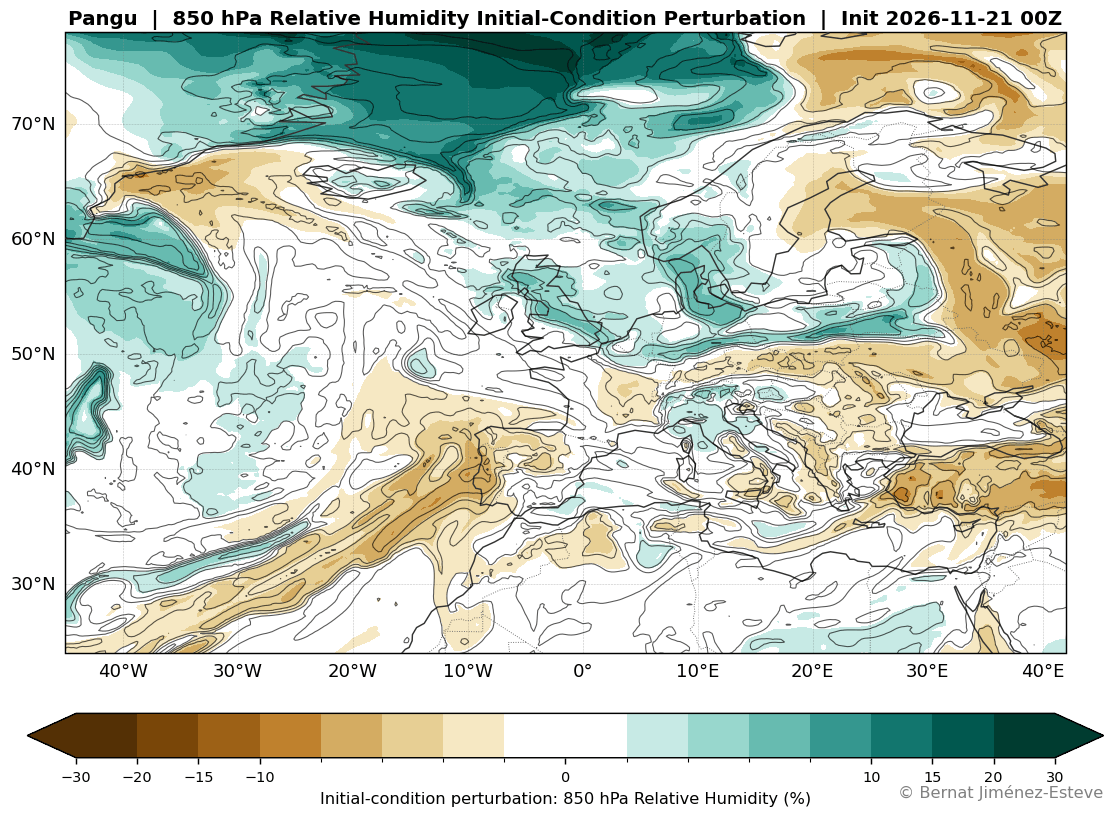 Pangu | 850 hPa Relative Humidity Initial-Condition Perturbation | Init 2026-11-21 00Z
70°N
60°N
50°N
40°N
30°N
40°W 30°W 20°W 10°W 0° 10°E 20°E 30°E 40°E
−30 −20 −15 −10 0 10 15 20 30
Initial-condition perturbation: 850 hPa Relative Humidity (%)
© Bernat Jiménez-Esteve